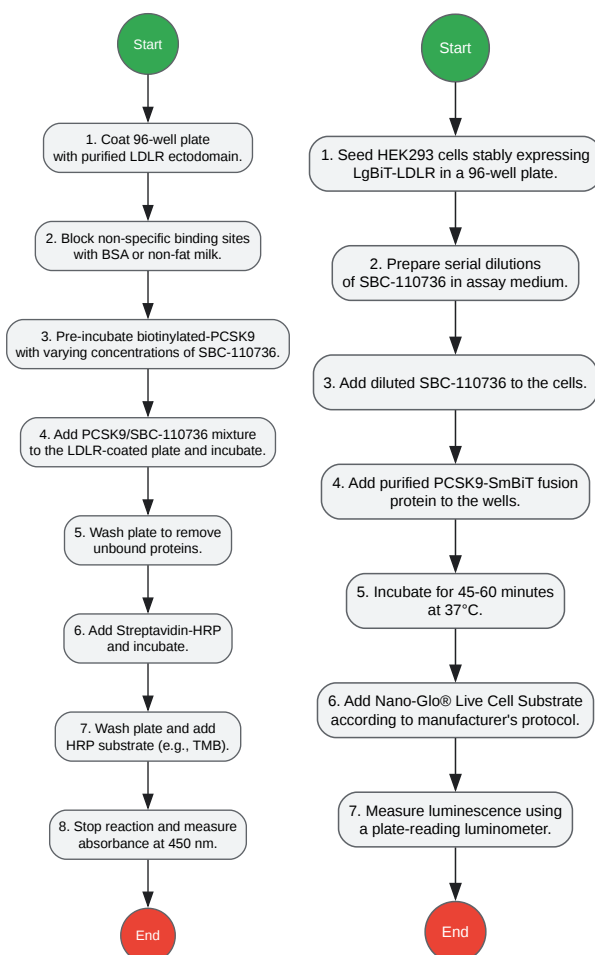 Start
1. Coat 96-well plate
with purified LDLR ectodomain.
2. Block non-specific binding sites
with BSA or non-fat milk.
3. Pre-incubate biotinylated-PCSK9
with varying concentrations of SBC-110736.
4. Add PCSK9/SBC-110736 mixture
to the LDLR-coated plate and incubate.
5. Wash plate to remove
unbound proteins.
6. Add Streptavidin-HRP
and incubate.
7. Wash plate and add
HRP substrate (e.g., TMB).
8. Stop reaction and measure
absorbance at 450 nm.
End
Start
1. Seed HEK293 cells stably expressing
LgBiT-LDLR in a 96-well plate.
2. Prepare serial dilutions
of SBC-110736 in assay medium.
3. Add diluted SBC-110736 to the cells.
4. Add purified PCSK9-SmBiT fusion
protein to the wells.
5. Incubate for 45-60 minutes
at 37°C.
6. Add Nano-Glo® Live Cell Substrate
according to manufacturer's protocol.
7. Measure luminescence using
a plate-reading luminometer.
End